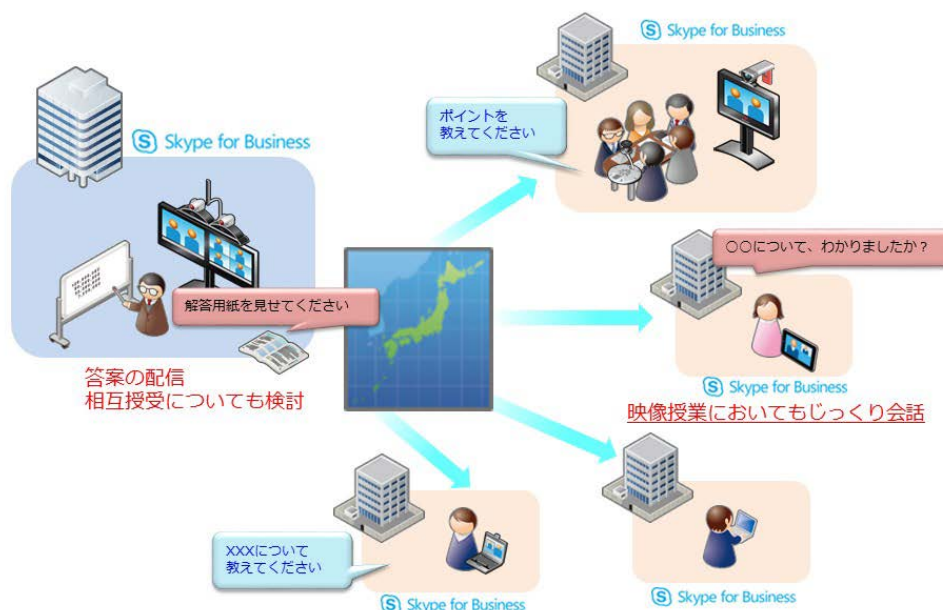 Skype for Business
解答用紙を見せてください
答案の配信
相互授受についても検討
Skype for Business
ポイントを
教えてください
○○について、わかりましたか？
Skype for Business
映像授業においてもじっくり会話
XXXについて
教えてください
Skype for Business
Skype for Business